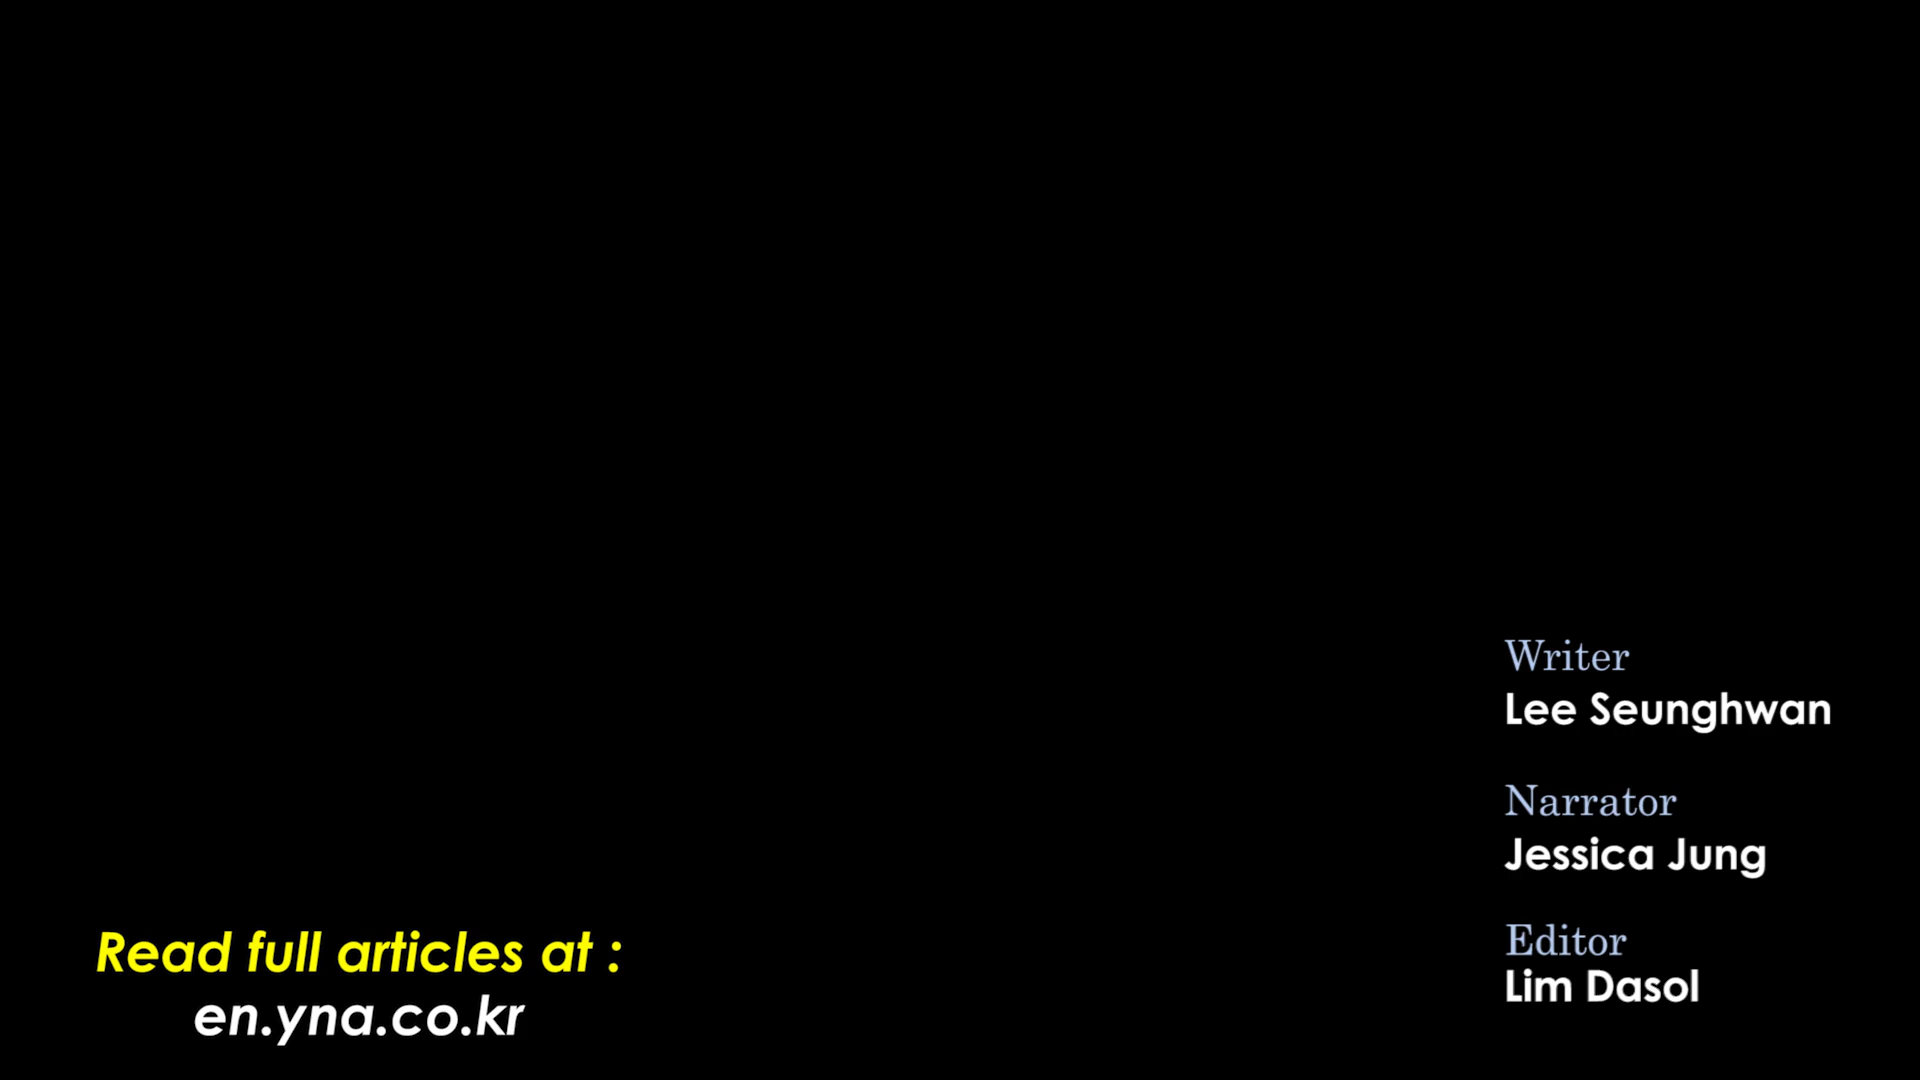 Writer
Lee Seunghwan
Narrator
Jessica Jung
Editor
Lim Dasol
Read full articles at :
en.yna.co.kr